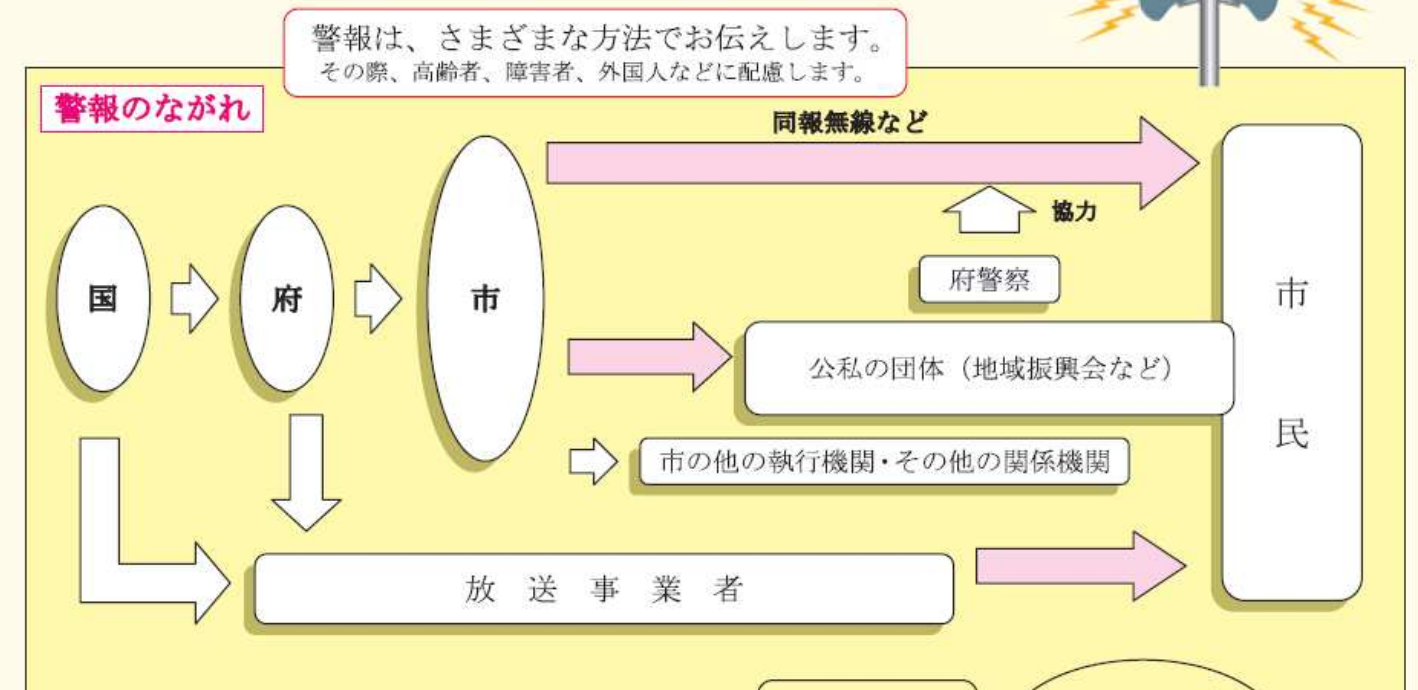 警報は、さまざまな方法でお伝えします。
その際、高齢者、障害者、外国人などに配慮します。
警報のながれ
同報無線など
協力
府警察
国
府
市
市民
公私の団体（地域振興会など）
市の他の執行機関・その他の関係機関
放送事業者